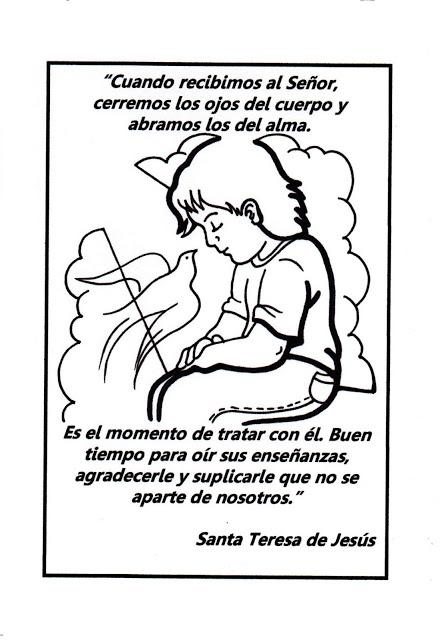 “Cuando recibimos al Señor,
cerremos los ojos del cuerpo y
abramos los del alma.
Es el momento de tratar con él. Buen
tiempo para oír sus enseñanzas,
agradecerle y suplicarle que no se
aparte de nosotros.”
Santa Teresa de Jesús